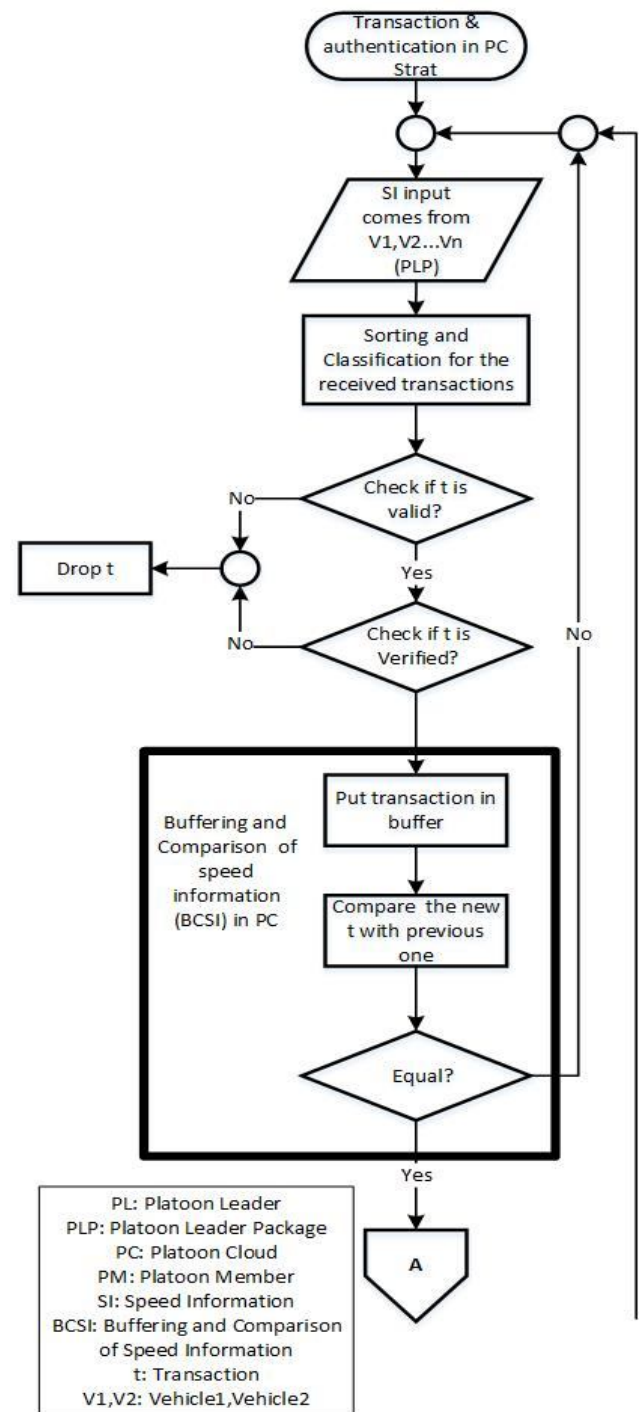 Transaction &
authentication in PC
Strat
SI input
comes from
V1,V2...Vn
(PLP)
Sorting and
Classification for the
received transactions
Check if t is
valid?
No
Yes
Drop t
Check if t is
Verified?
No
No
Put transaction in
buffer
Buffering and
Comparison of
speed
information
(BCSI) in PC
Compare the new
t with previous
one
Equal?
Yes
A
PL: Platoon Leader
PLP: Platoon Leader Package
PC: Platoon Cloud
PM: Platoon Member
SI: Speed Information
BCSI: Buffering and Comparison
of Speed Information
t: Transaction
V1,V2: Vehicle1,Vehicle2